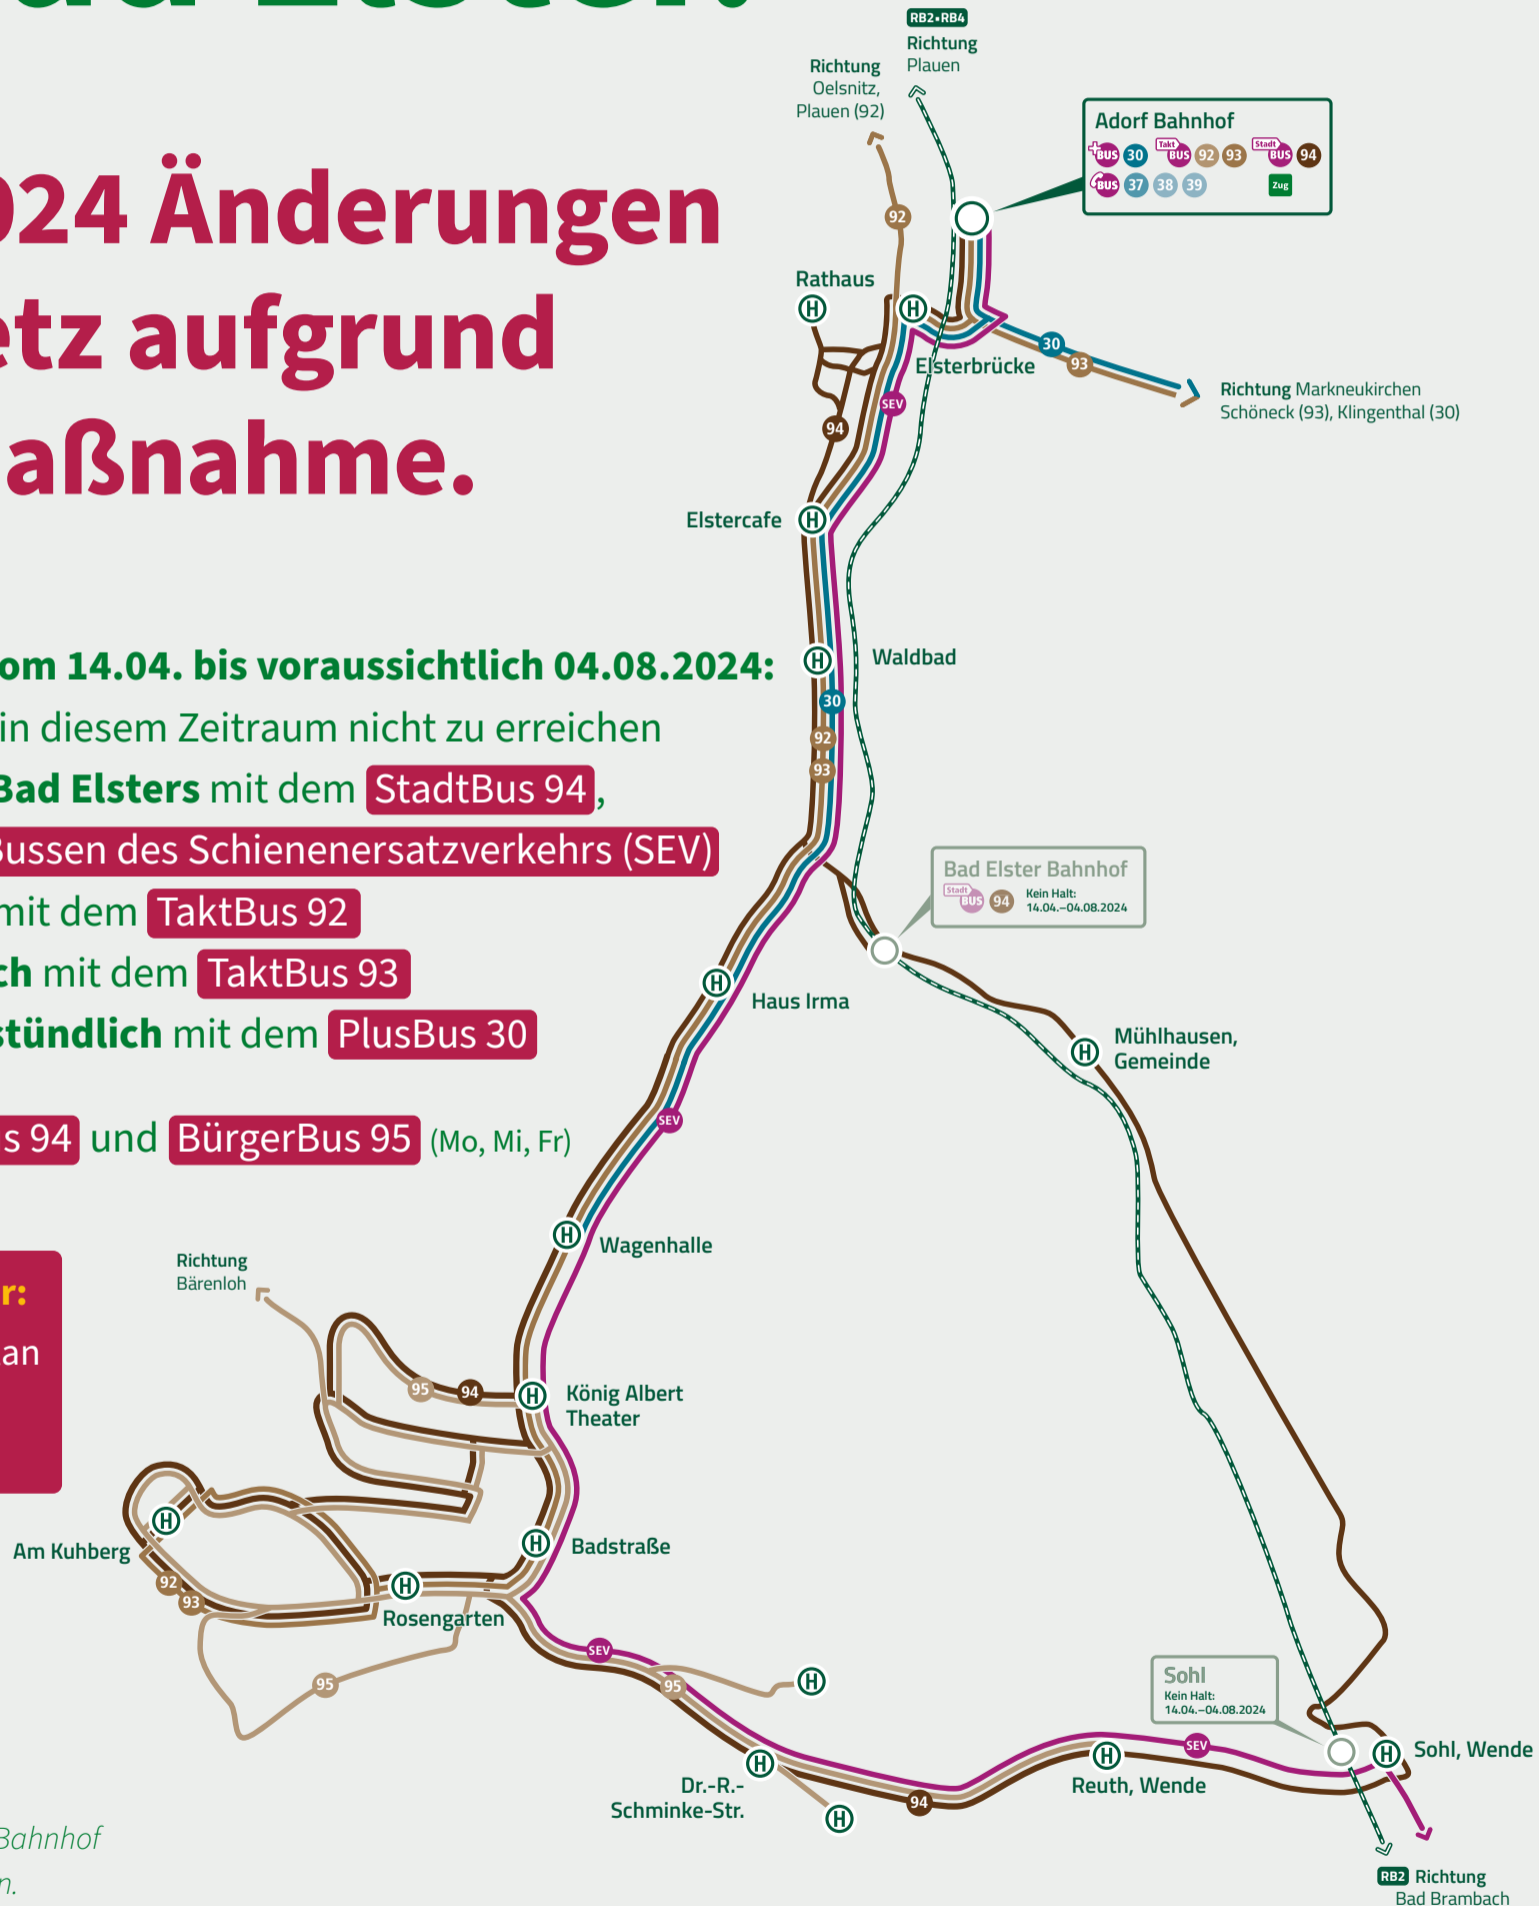 RB2▪RB4
Richtung
Plauen
Richtung
Oelsnitz,
Plauen (92)
Adorf Bahnhof
BUS 30 Takt BUS 92 93 Stadt BUS 94
BUS 37 38 39 Zug
024 Änderungen
etz aufgrund
aßnahme.
92
Rathaus
H
H
Elsterbrücke
30
93
Richtung Markneukirchen
Schöneck (93), Klingenthal (30)
SEV
94
Elstercafe
H
om 14.04. bis voraussichtlich 04.08.2024:
in diesem Zeitraum nicht zu erreichen
Bad Elsters mit dem StadtBus 94,
Bussen des Schienenersatzverkehrs (SEV)
mit dem TaktBus 92
ch mit dem TaktBus 93
stündlich mit dem PlusBus 30
s 94 und BürgerBus 95 (Mo, Mi, Fr)
H
Waldbad
30
92
93
Bad Elster Bahnhof
Stadt BUS 94
Kein Halt:
14.04.–04.08.2024
H
Haus Irma
H
Mühlhausen,
Gemeinde
SEV
H
Wagenhalle
r:
an
Richtung
Bärenloh
95
94
H
König Albert
Theater
H
Am Kuhberg
92
93
H
Badstraße
H
Rosengarten
95
SEV
95
H
H
Dr.-R.-
Schminke-Str.
H
94
H
Reuth, Wende
SEV
Sohl
Kein Halt:
14.04.–04.08.2024
H
Sohl, Wende
RB2 Richtung
Bad Brambach
Bahnhof
n.